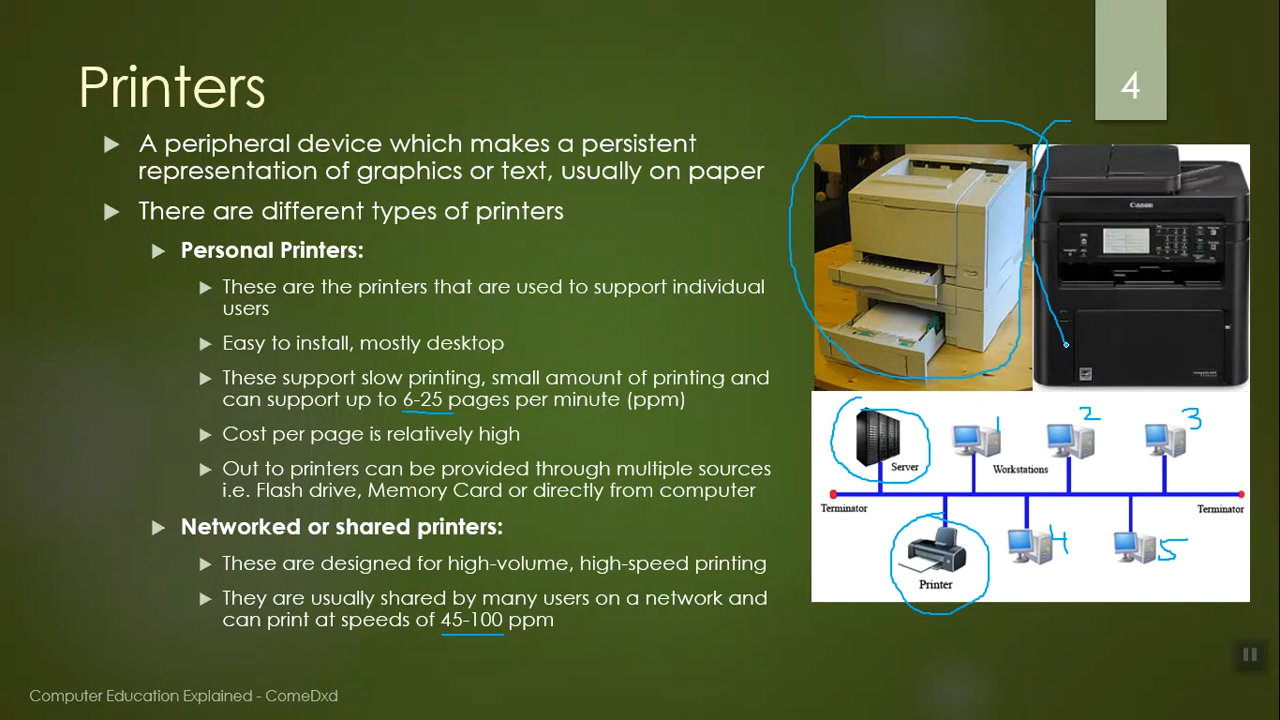 Printers
4
A peripheral device which makes a persistent
representation of graphics or text, usually on paper
There are different types of printers
Personal Printers:
These are the printers that are used to support individual
users
Easy to install, mostly desktop
These support slow printing, small amount of printing and
can support up to 6-25 pages per minute (ppm)
Cost per page is relatively high
Out to printers can be provided through multiple sources
i.e. Flash drive, Memory Card or directly from computer
Networked or shared printers:
These are designed for high-volume, high-speed printing
They are usually shared by many users on a network and
can print at speeds of 45-100 ppm
Canon
1 2 3
Server Workstations
Terminator Terminator
4 5
Printer
Computer Education Explained - ComeDxd